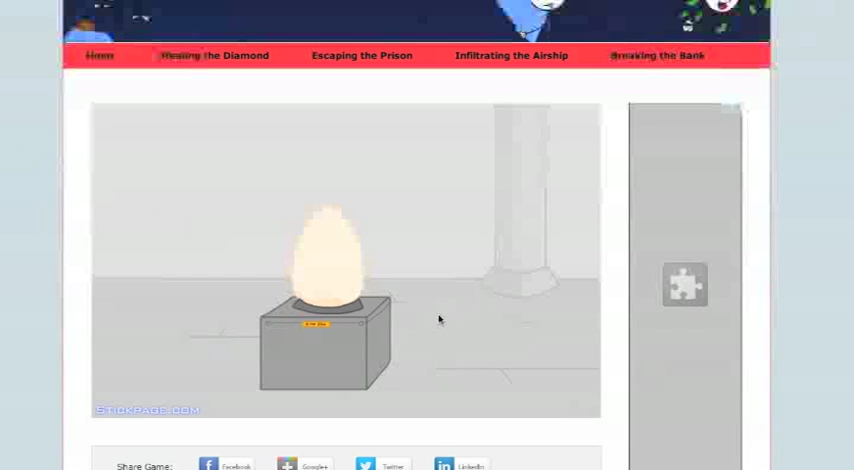 Home Stealing the Diamond Escaping the Prison Infiltrating the Airship Breaking the Bank
STICKPAGE.COM
Share Game: Facebook Google+ Twitter LinkedIn